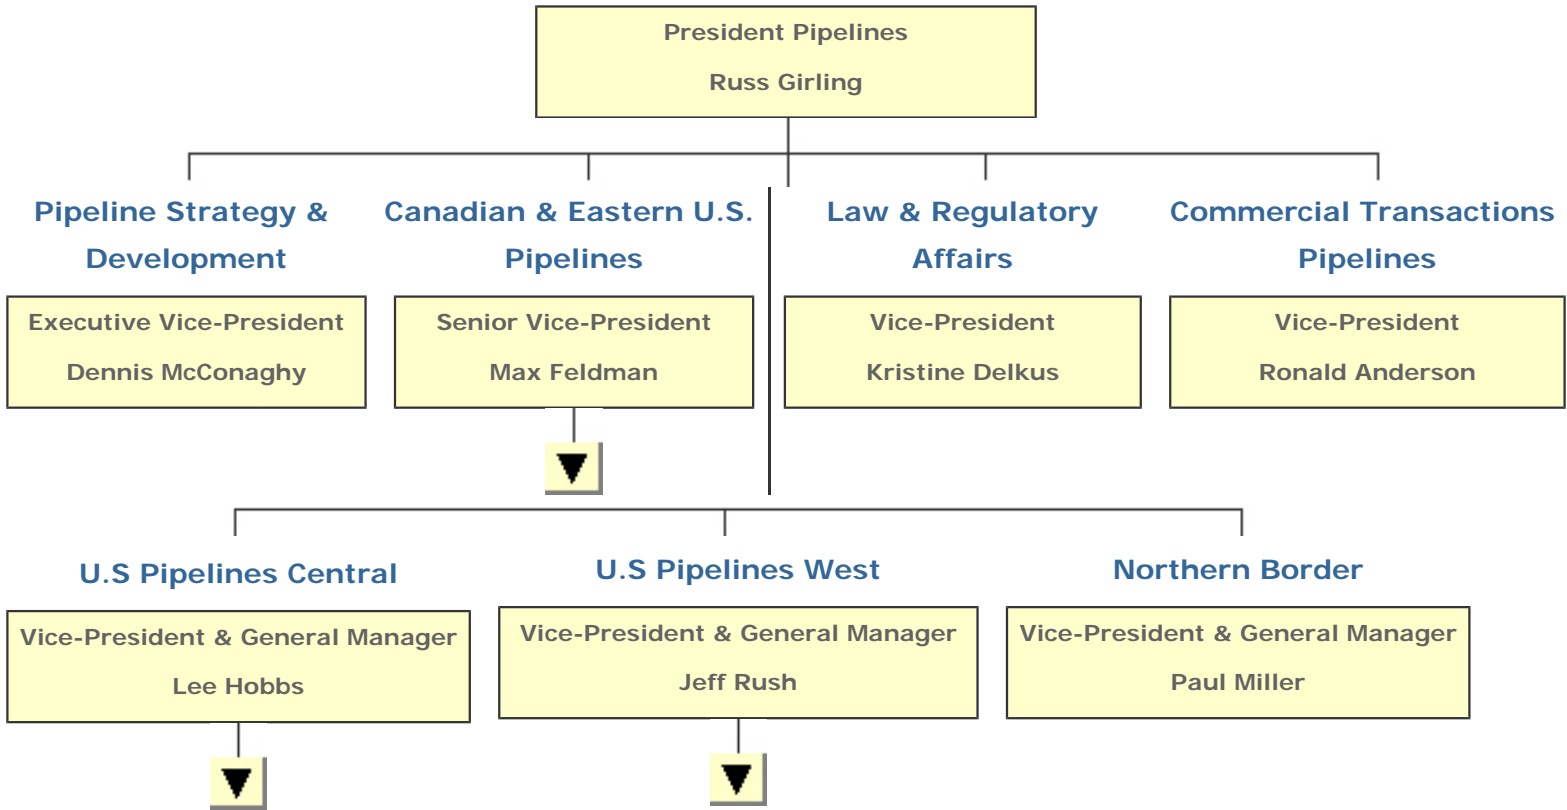 President Pipelines
Russ Girling
Pipeline Strategy &
Development
Executive Vice-President
Dennis McConaghy
Canadian & Eastern U.S.
Pipelines
Senior Vice-President
Max Feldman
Law & Regulatory
Affairs
Vice-President
Kristine Delkus
Commercial Transactions
Pipelines
Vice-President
Ronald Anderson
U.S Pipelines Central
Vice-President & General Manager
Lee Hobbs
U.S Pipelines West
Vice-President & General Manager
Jeff Rush
Northern Border
Vice-President & General Manager
Paul Miller